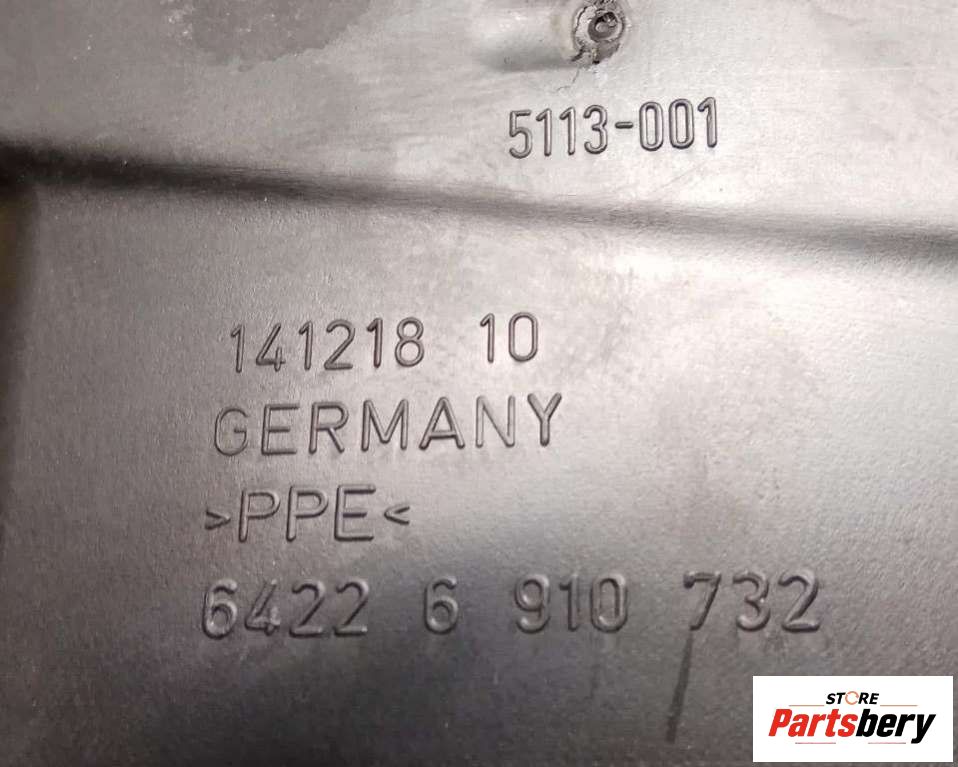 5113-001
141218 10
GERMANY
>PPE<
6422 6 910 732
STORE
Partsbery